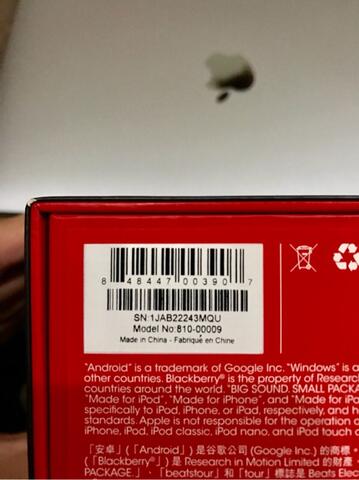 8 48447 00390 7
SN:1JAB22243MQU
Model No:810-00009
Made in China - Fabriqué en Chine
"Android" is a trademark of Google Inc. "Windows" is a
other countries. Blackberry® is the property of Researc
countries around the world. "BIG SOUND. SMALL PACKA
"Made for iPod", "Made for iPhone", and "Made for iPa
specifically to iPod, iPhone, or iPad, respectively, and h
standards. Apple is not responsible for the operation o
iPhone, iPod, iPod classic, iPod nano, and iPod touch a
「安卓」(「Android」) 是谷歌公司 (Google Inc.) 的商標。
(「Blackberry®」) 是 Research in Motion Limited 的財
PACKAGE.」、「beatstour」和「tour」標誌是 Beats Elec